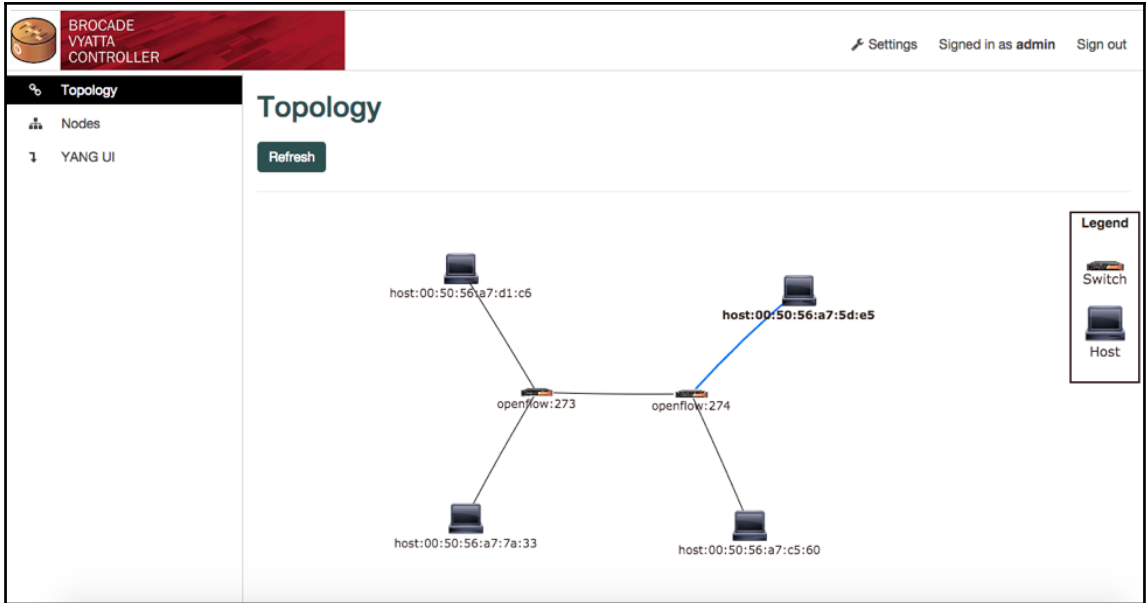 BROCADE
VYATTA
CONTROLLER
Settings Signed in as admin Sign out
Topology
Nodes
YANG UI
Topology
Refresh
Legend
Switch
Host
host:00:50:56:a7:d1:c6
host:00:50:56:a7:5d:e5
openflow:273
openflow:274
host:00:50:56:a7:7a:33
host:00:50:56:a7:c5:60